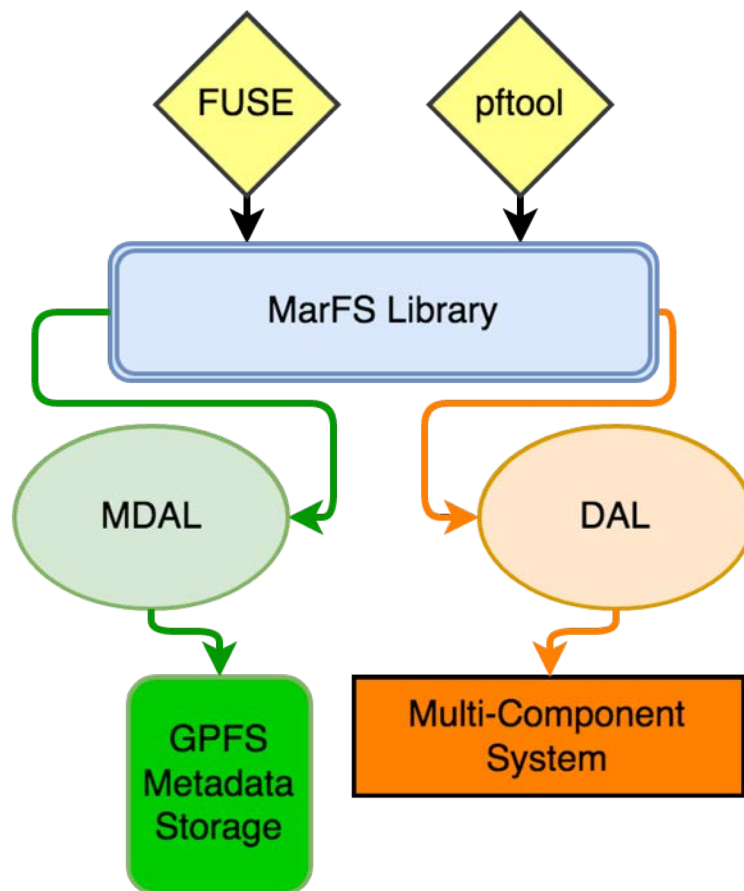 FUSE
pftool
MarFS Library
MDAL
DAL
GPFS
Metadata
Storage
Multi-Component
System